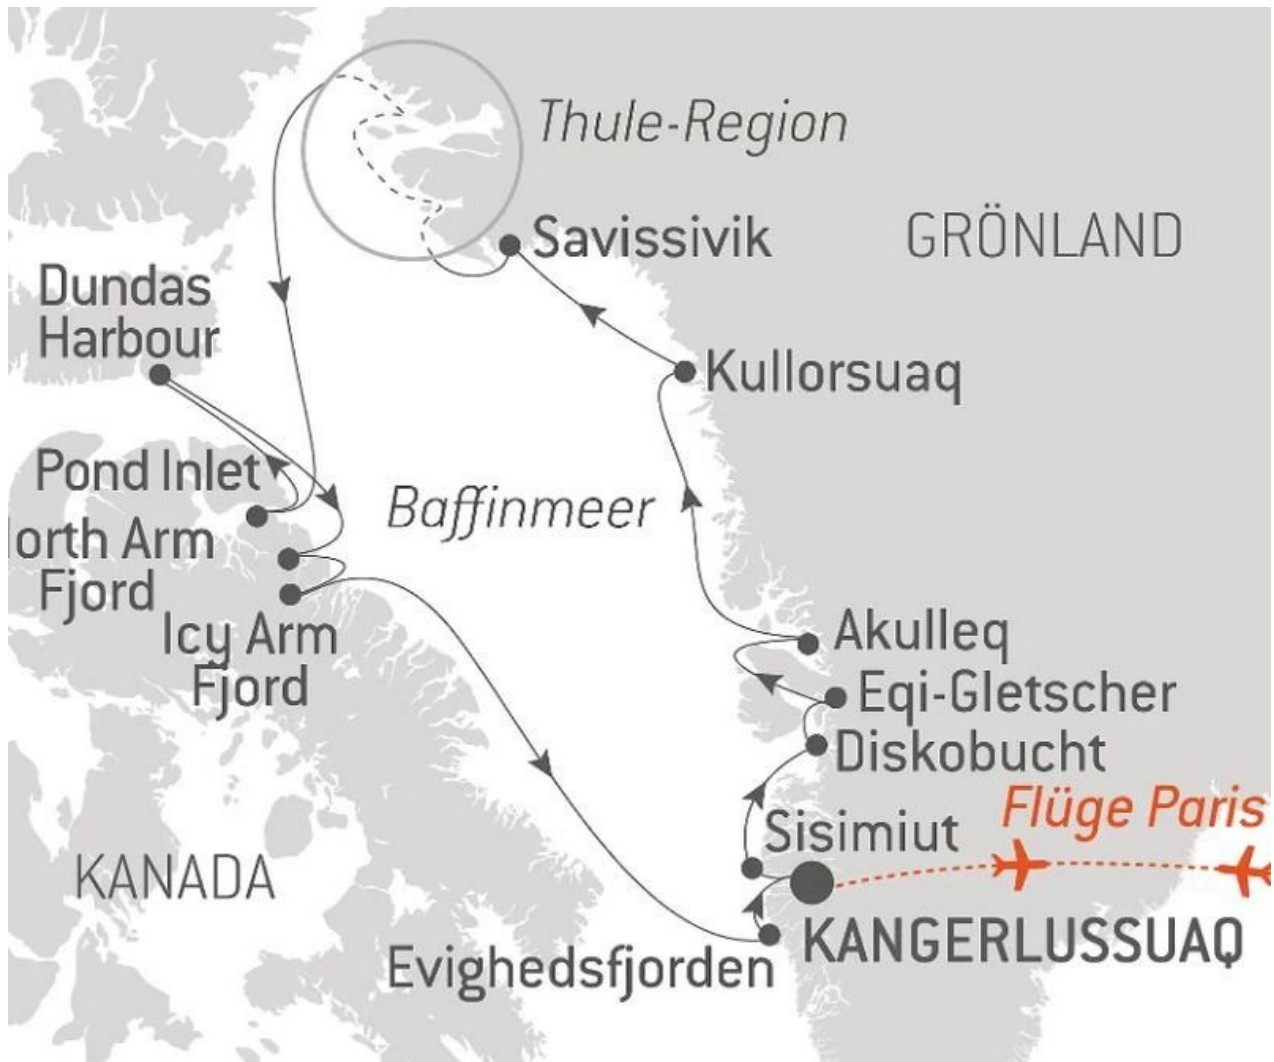 Thule-Region
GRÖNLAND
Savissivik
Dundas
Harbour
Kullorsuaq
Pond Inlet
Baffinmeer
orth Arm
Fjord
Icy Arm
Fjord
Akulleq
Eqi-Gletscher
Diskobucht
Flüge Paris
Sisimiut
KANADA
KANGERLUSSUAQ
Evighedsfjorden